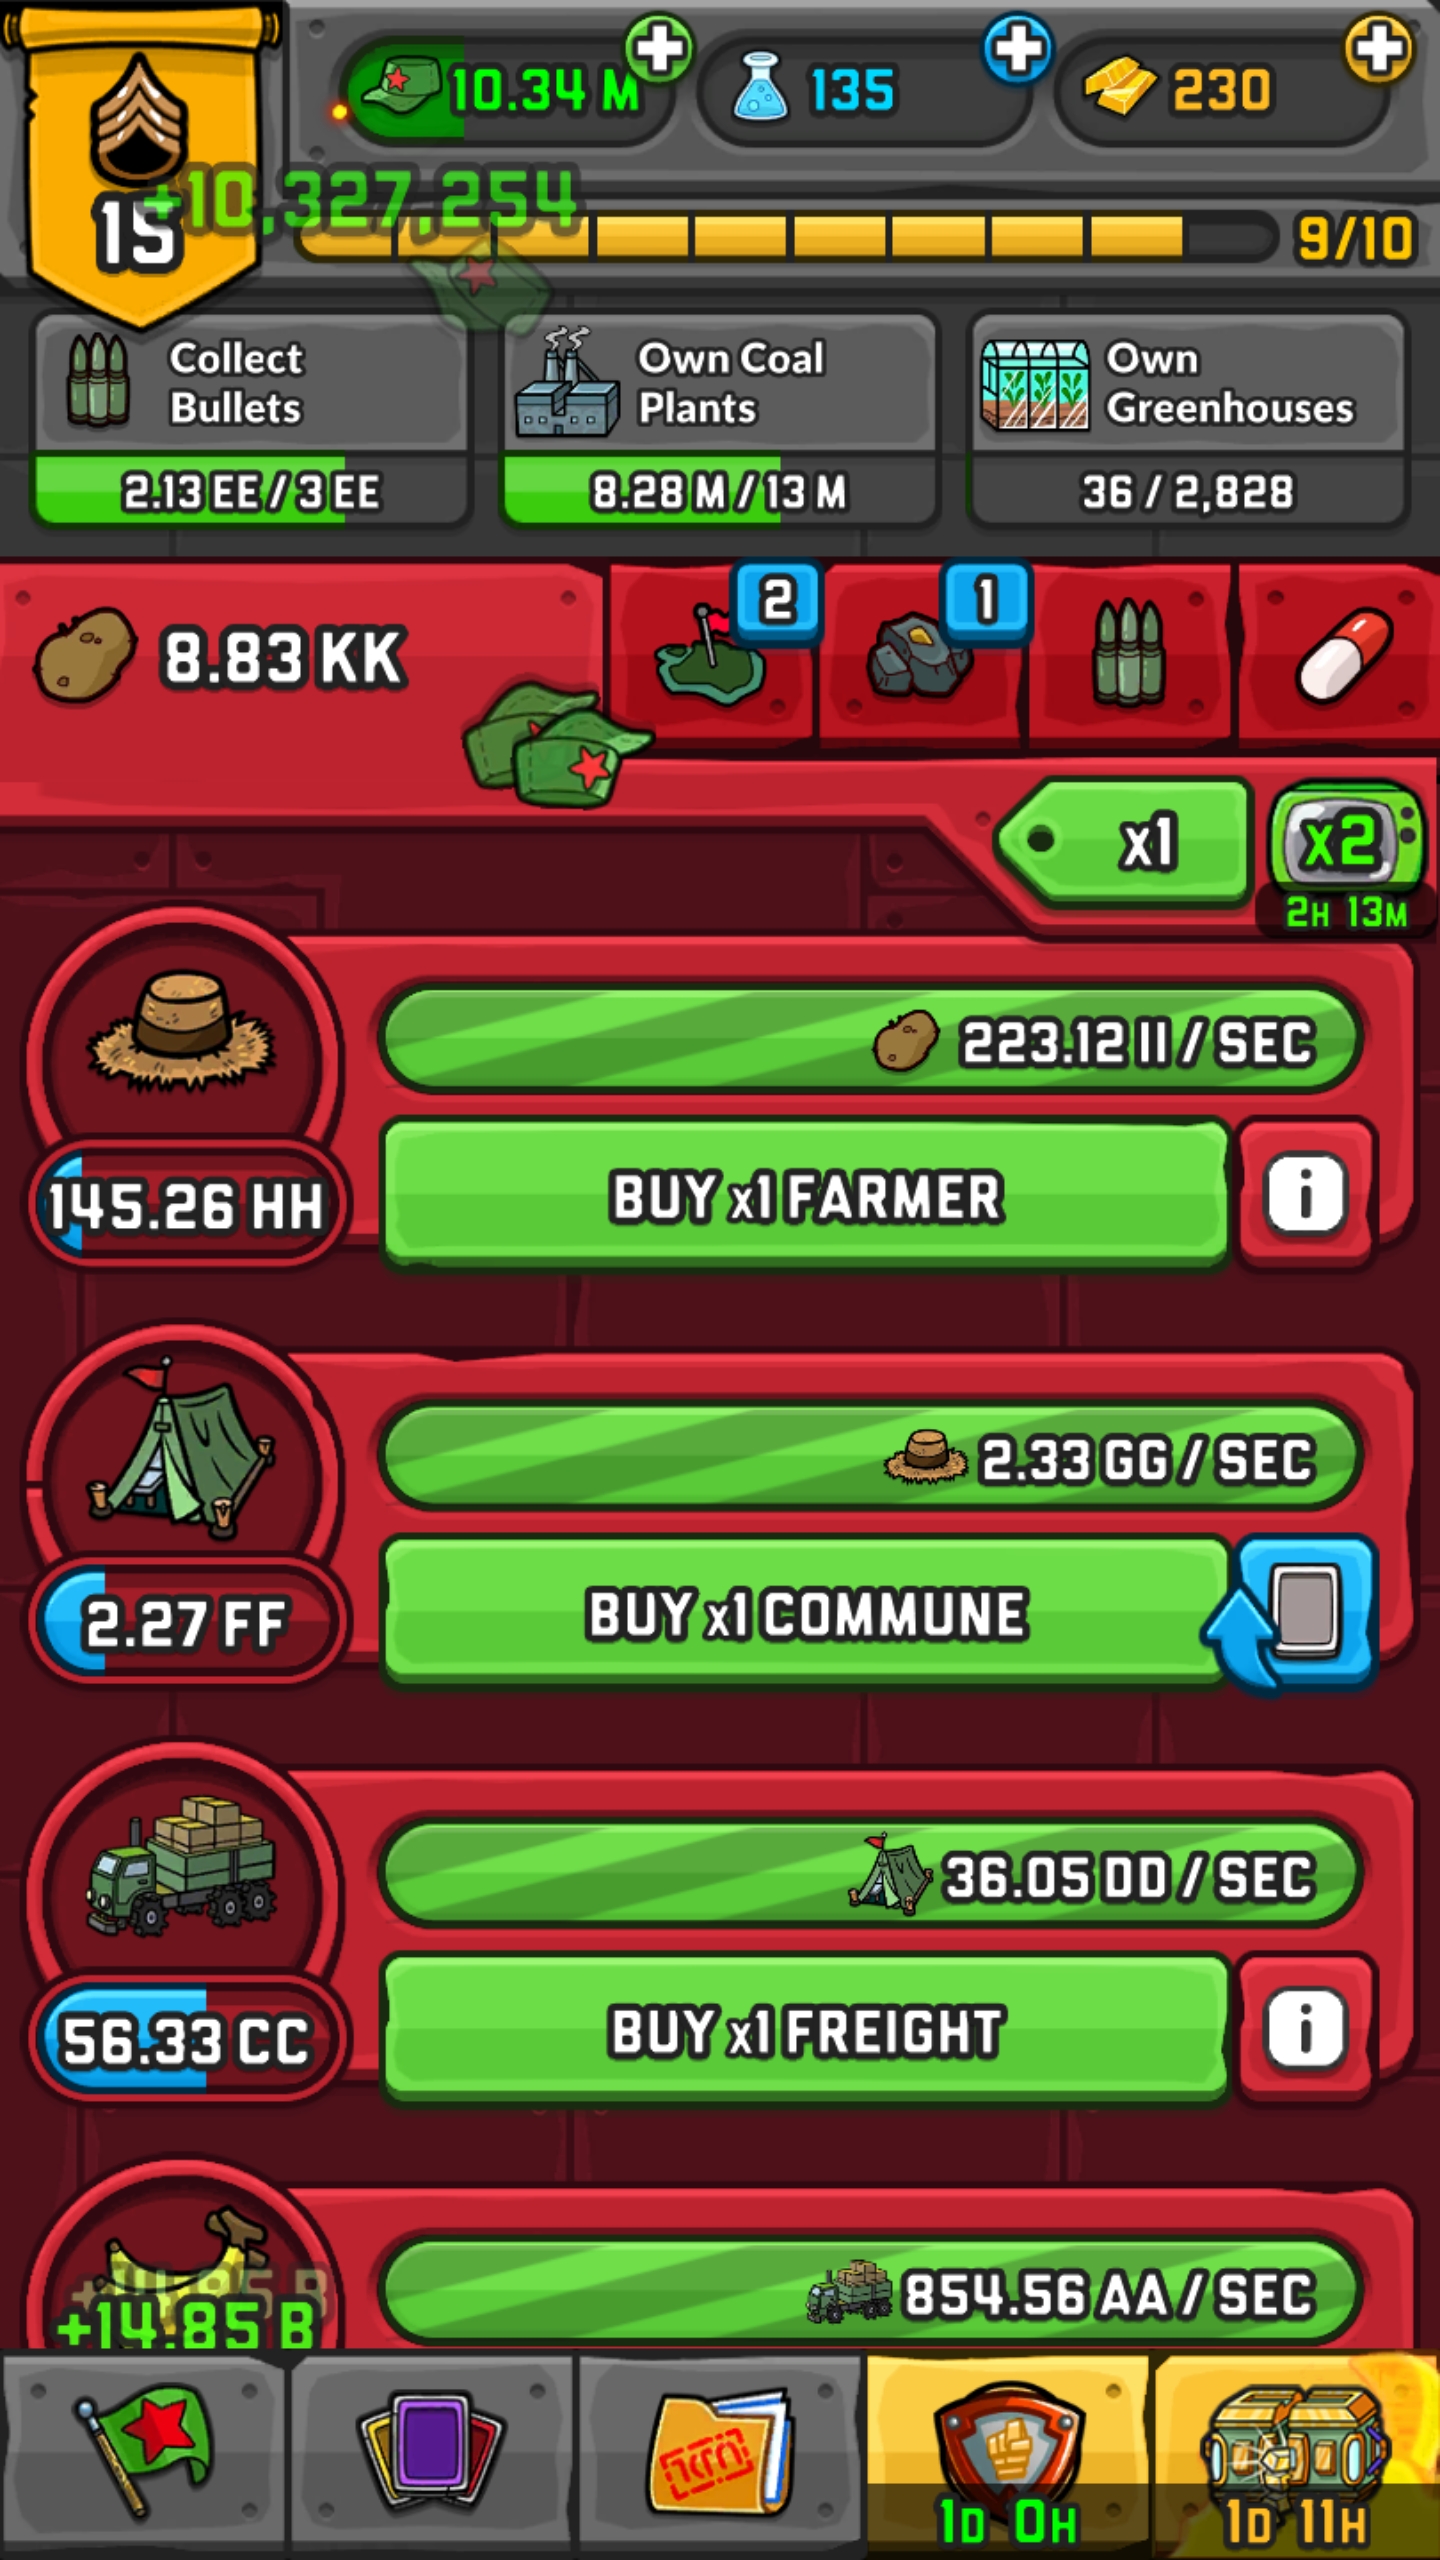 10.34 M
135
230
15
+10,327,254
9/10
Collect
Bullets
Own Coal
Plants
Own
Greenhouses
2.13 EE / 3 EE
8.28 M / 13 M
36 / 2,828
8.83 KK
2
1
x1
x2
2H 13M
223.12 II / SEC
145.26 HH
BUY x1 FARMER
i
2.33 GG / SEC
2.27 FF
BUY x1 COMMUNE
36.05 DD / SEC
56.33 CC
BUY x1 FREIGHT
i
854.56 AA / SEC
+14.85 B
1D 0H
1D 11H